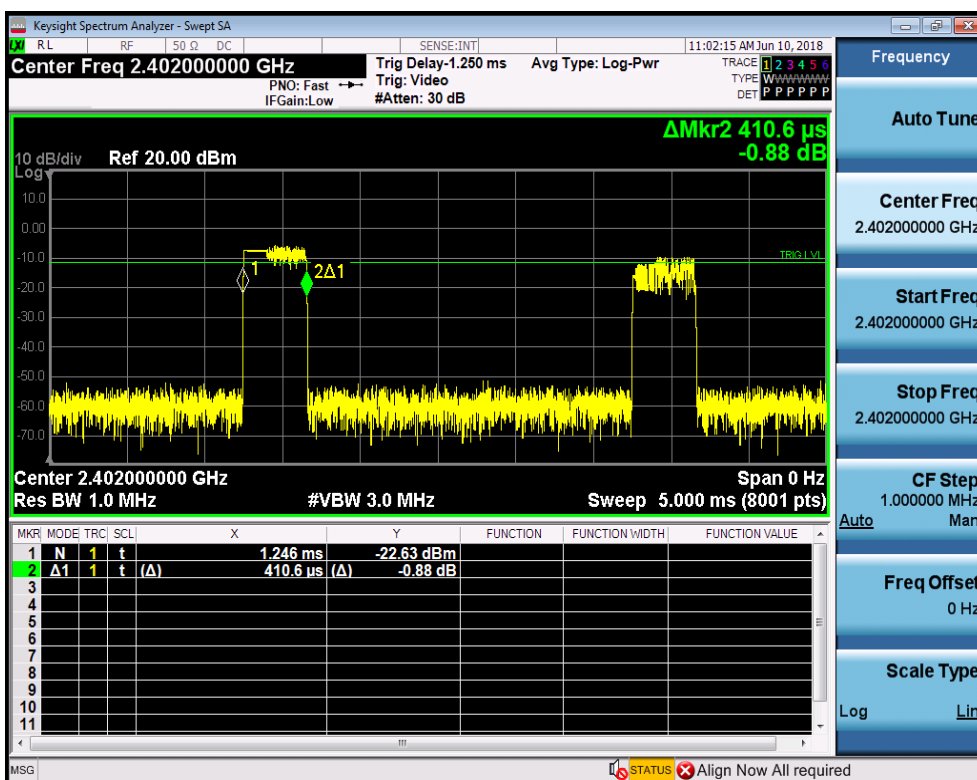 Keysight Spectrum Analyzer - Swept SA
LXI RL RF 50 Ω DC SENSE:INT 11:02:15 AM Jun 10, 2018
Center Freq 2.402000000 GHz Trig Delay-1.250 ms Avg Type: Log-Pwr TRACE 1 2 3 4 5 6
PNO: Fast Trig: Video TYPE WWWWWW
IFGain:Low #Atten: 30 dB DET P P P P P P
ΔMkr2 410.6 µs
10 dB/div Ref 20.00 dBm -0.88 dB
Log
10.0
0.00
-10.0
TRIG LVL
1
2Δ1
-20.0
-30.0
-40.0
-50.0
-60.0
-70.0
Center 2.402000000 GHz Span 0 Hz
Res BW 1.0 MHz #VBW 3.0 MHz Sweep 5.000 ms (8001 pts)
MKR MODE TRC SCL X Y FUNCTION FUNCTION WIDTH FUNCTION VALUE
1 N 1 t 1.246 ms -22.63 dBm
2 Δ1 1 t (Δ) 410.6 µs (Δ) -0.88 dB
3
4
5
6
7
8
9
10
11
MSG STATUS Align Now All required
Frequency
Auto Tune
Center Freq
2.402000000 GHz
Start Freq
2.402000000 GHz
Stop Freq
2.402000000 GHz
CF Step
1.000000 MHz
Auto Man
Freq Offset
0 Hz
Scale Type
Log Lin